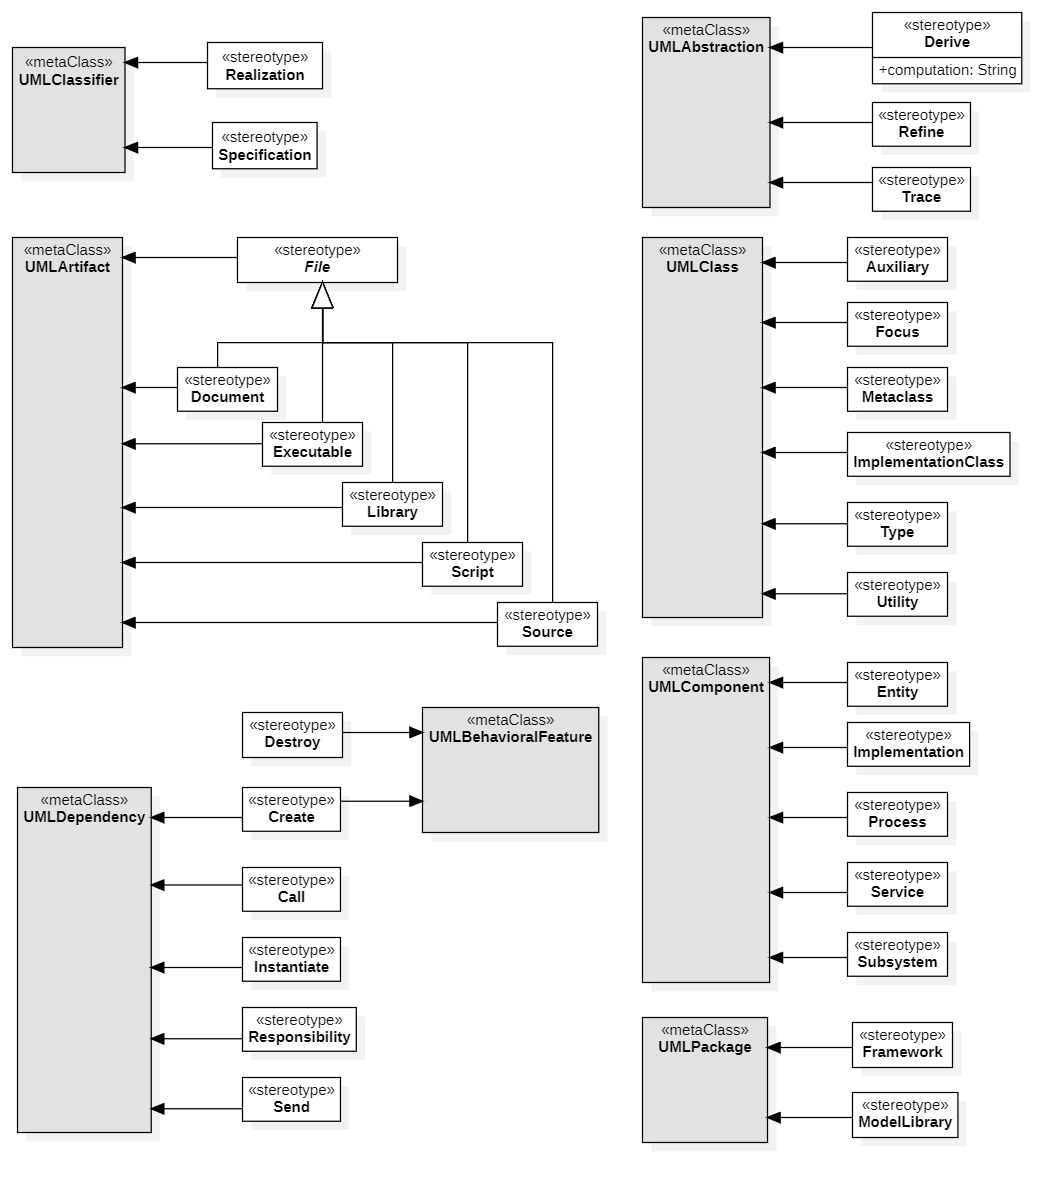 «metaClass»
UMLClassifier
«stereotype»
Realization
«stereotype»
Specification
«metaClass»
UMLAbstraction
«stereotype»
Derive
+computation: String
«stereotype»
Refine
«stereotype»
Trace
«metaClass»
UMLArtifact
«stereotype»
File
«stereotype»
Document
«stereotype»
Executable
«stereotype»
Library
«stereotype»
Script
«stereotype»
Source
«metaClass»
UMLClass
«stereotype»
Auxiliary
«stereotype»
Focus
«stereotype»
Metaclass
«stereotype»
ImplementationClass
«stereotype»
Type
«stereotype»
Utility
«stereotype»
Destroy
«metaClass»
UMLBehavioralFeature
«metaClass»
UMLDependency
«stereotype»
Create
«stereotype»
Call
«stereotype»
Instantiate
«stereotype»
Responsibility
«stereotype»
Send
«metaClass»
UMLComponent
«stereotype»
Entity
«stereotype»
Implementation
«stereotype»
Process
«stereotype»
Service
«stereotype»
Subsystem
«metaClass»
UMLPackage
«stereotype»
Framework
«stereotype»
ModelLibrary